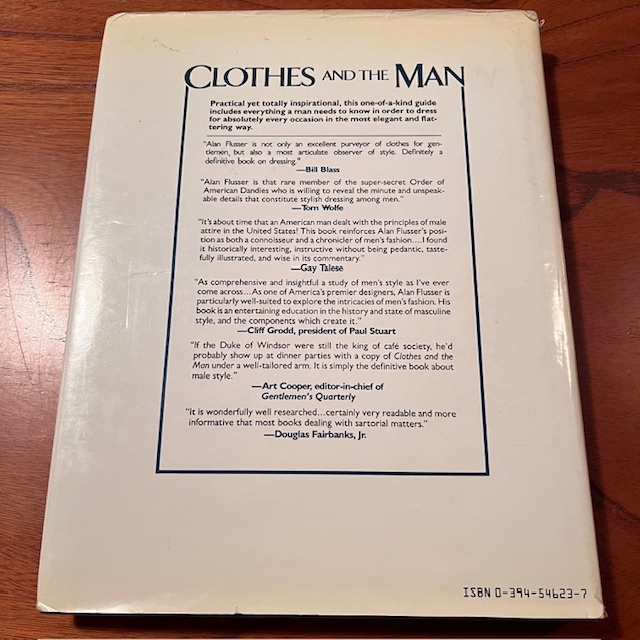 CLOTHES AND THE MAN
Practical yet totally inspirational, this one-of-a-kind guide
includes everything a man needs to know in order to dress
for absolutely every occasion in the most elegant and flat-
tering way.
"Alan Flusser is not only an excellent purveyor of clothes for gen-
tlemen, but also a most articulate observer of style. Definitely a
definitive book on dressing."
—Bill Blass
"Alan Flusser is that rare member of the super-secret Order of
American Dandies who is willing to reveal the minute and unspeak-
able details that constitute stylish dressing among men."
—Tom Wolfe
"It's about time that an American man dealt with the principles of male
attire in the United States! This book reinforces Alan Flusser's posi-
tion as both a connoisseur and a chronicler of men's fashion....I found
it historically interesting, instructive without being pedantic, taste-
fully illustrated, and wise in its commentary."
—Gay Talese
"As comprehensive and insightful a study of men's style as I've ever
come across....As one of America's premier designers, Alan Flusser is
particularly well-suited to explore the intricacies of men's fashion. His
book is an entertaining education in the history and state of masculine
style, and the components which create it."
—Cliff Grodd, president of Paul Stuart
"If the Duke of Windsor were still the king of café society, he'd
probably show up at dinner parties with a copy of Clothes and the
Man under a well-tailored arm. It is simply the definitive book about
male style."
—Art Cooper, editor-in-chief of
Gentlemen's Quarterly
"It is wonderfully well researched...certainly very readable and more
informative that most books dealing with sartorial matters."
—Douglas Fairbanks, Jr.
ISBN 0-394-54623-7